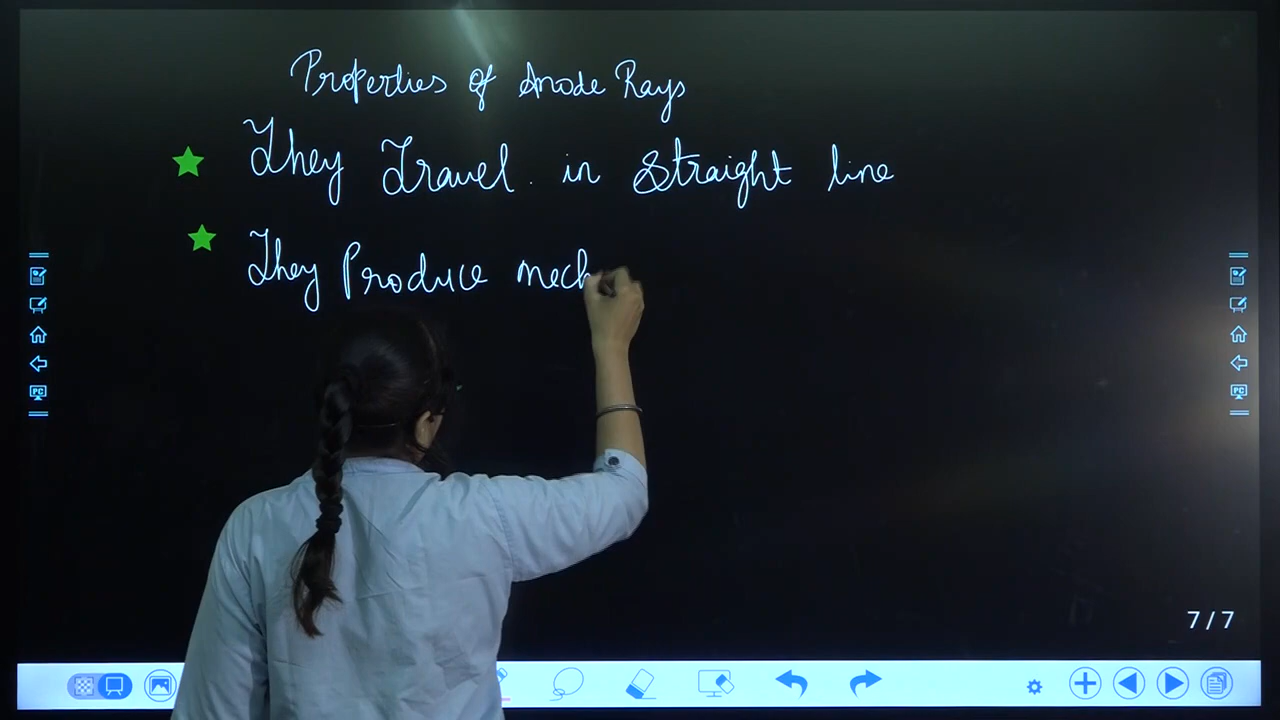 Properties of Anode Rays
They Travel in Straight line
They Produce mech
7/7